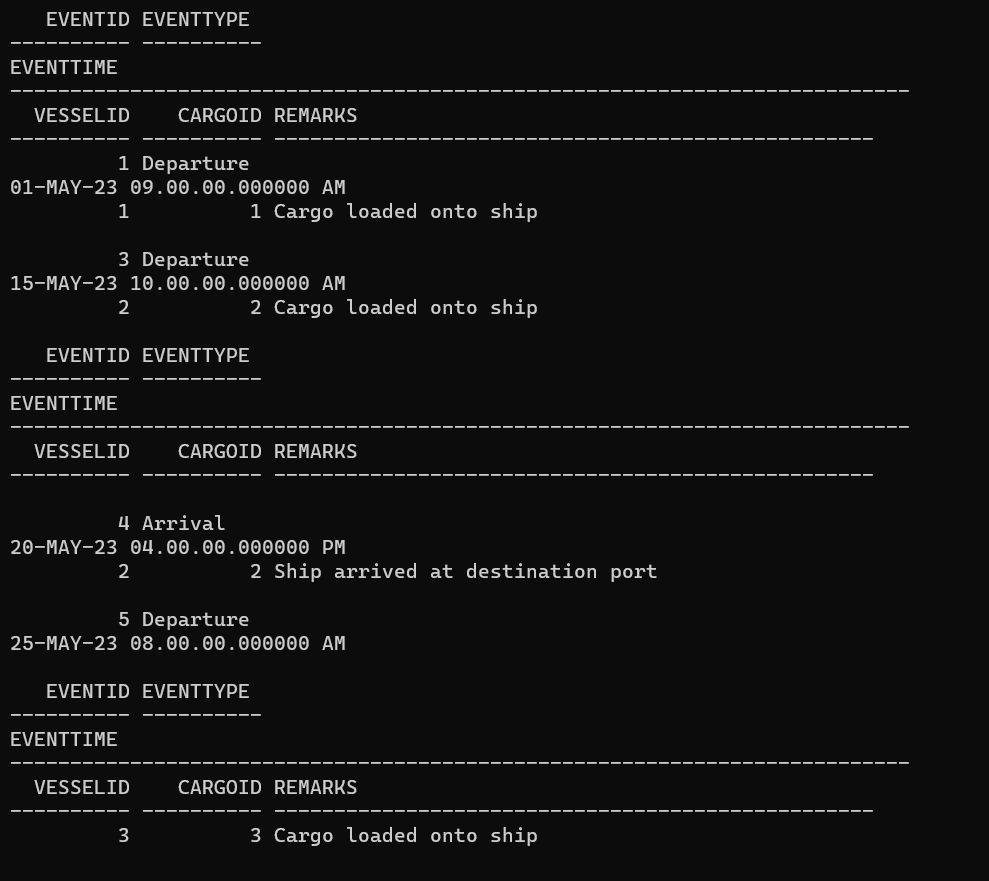 EVENTID EVENTTYPE
---------- ----------
EVENTTIME
---------------------------------------------------------------------------
  VESSELID    CARGOID REMARKS
---------- ---------- --------------------------------------------------
         1 Departure
01-MAY-23 09.00.00.000000 AM
         1          1 Cargo loaded onto ship

         3 Departure
15-MAY-23 10.00.00.000000 AM
         2          2 Cargo loaded onto ship

   EVENTID EVENTTYPE
---------- ----------
EVENTTIME
---------------------------------------------------------------------------
  VESSELID    CARGOID REMARKS
---------- ---------- --------------------------------------------------

         4 Arrival
20-MAY-23 04.00.00.000000 PM
         2          2 Ship arrived at destination port

         5 Departure
25-MAY-23 08.00.00.000000 AM

   EVENTID EVENTTYPE
---------- ----------
EVENTTIME
---------------------------------------------------------------------------
  VESSELID    CARGOID REMARKS
---------- ---------- --------------------------------------------------
         3          3 Cargo loaded onto ship